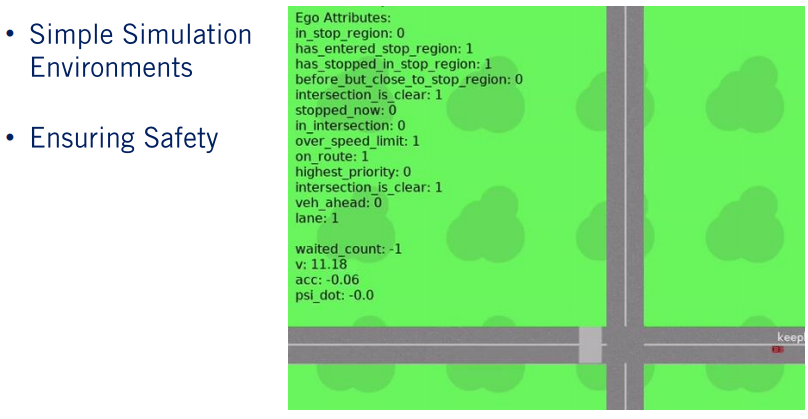 • Simple Simulation
Environments
• Ensuring Safety
Ego Attributes:
in_stop_region: 0
has_entered_stop_region: 1
has_stopped_in_stop_region: 1
before_but_close_to_stop_region: 0
intersection_is_clear: 1
stopped_now: 0
in_intersection: 0
over_speed_limit: 1
on_route: 1
highest_priority: 0
intersection_is_clear: 1
veh_ahead: 0
lane: 1
waited_count: -1
v: 11.18
acc: -0.06
psi_dot: -0.0